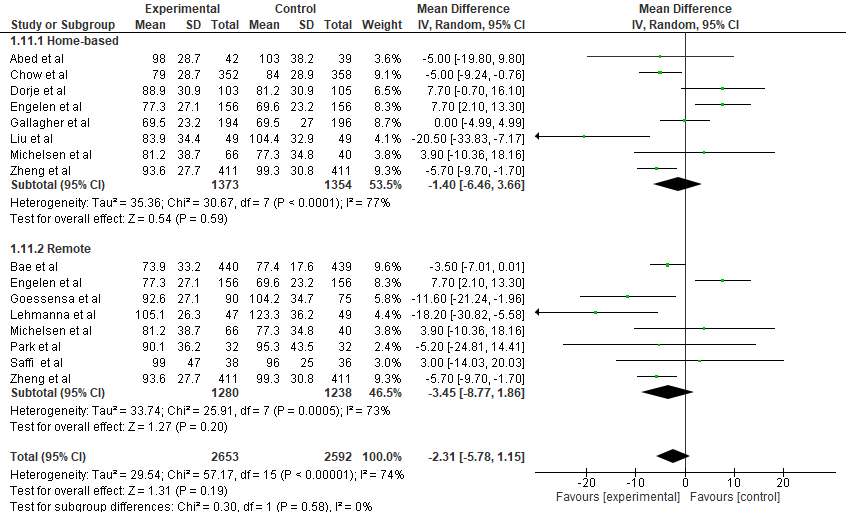 Experimental Control Mean Difference Mean Difference
Study or Subgroup Mean SD Total Mean SD Total Weight IV, Random, 95% CI IV, Random, 95% CI
1.11.1 Home-based
Abed et al 98 28.7 42 103 38.2 39 3.6% -5.00 [-19.80, 9.80]
Chow et al 79 28.7 352 84 28.9 358 9.1% -5.00 [-9.24, -0.76]
Dorje et al 88.9 30.9 103 81.2 30.9 105 6.5% 7.70 [-0.70, 16.10]
Engelen et al 77.3 27.1 156 69.6 23.2 156 8.3% 7.70 [2.10, 13.30]
Gallagher et al 69.5 23.2 194 69.5 27 196 8.7% 0.00 [-4.99, 4.99]
Liu et al 83.9 34.4 49 104.4 32.9 49 4.1% -20.50 [-33.83, -7.17]
Michelsen et al 81.2 38.7 66 77.3 34.8 40 3.8% 3.90 [-10.36, 18.16]
Zheng et al 93.6 27.7 411 99.3 30.8 411 9.3% -5.70 [-9.70, -1.70]
Subtotal (95% CI) 1373 1354 53.5% -1.40 [-6.46, 3.66]
Heterogeneity: Tau² = 35.36; Chi² = 30.67, df = 7 (P < 0.0001); I² = 77%
Test for overall effect: Z = 0.54 (P = 0.59)
1.11.2 Remote
Bae et al 73.9 33.2 440 77.4 17.6 439 9.6% -3.50 [-7.01, 0.01]
Engelen et al 77.3 27.1 156 69.6 23.2 156 8.3% 7.70 [2.10, 13.30]
Goessensa et al 92.6 27.1 90 104.2 34.7 75 5.8% -11.60 [-21.24, -1.96]
Lehmanna et al 105.1 26.3 47 123.3 36.2 49 4.4% -18.20 [-30.82, -5.58]
Michelsen et al 81.2 38.7 66 77.3 34.8 40 3.8% 3.90 [-10.36, 18.16]
Park et al 90.1 36.2 32 95.3 43.5 32 2.4% -5.20 [-24.81, 14.41]
Saffi et al 99 47 38 96 25 36 2.9% 3.00 [-14.03, 20.03]
Zheng et al 93.6 27.7 411 99.3 30.8 411 9.3% -5.70 [-9.70, -1.70]
Subtotal (95% CI) 1280 1238 46.5% -3.45 [-8.77, 1.86]
Heterogeneity: Tau² = 33.74; Chi² = 25.91, df = 7 (P = 0.0005); I² = 73%
Test for overall effect: Z = 1.27 (P = 0.20)
Total (95% CI) 2653 2592 100.0% -2.31 [-5.78, 1.15]
Heterogeneity: Tau² = 29.54; Chi² = 57.17, df = 15 (P < 0.00001); I² = 74%
Test for overall effect: Z = 1.31 (P = 0.19)
Test for subgroup differences: Chi² = 0.30, df = 1 (P = 0.58), I² = 0%
-20 -10 0 10 20
Favours [experimental] Favours [control]